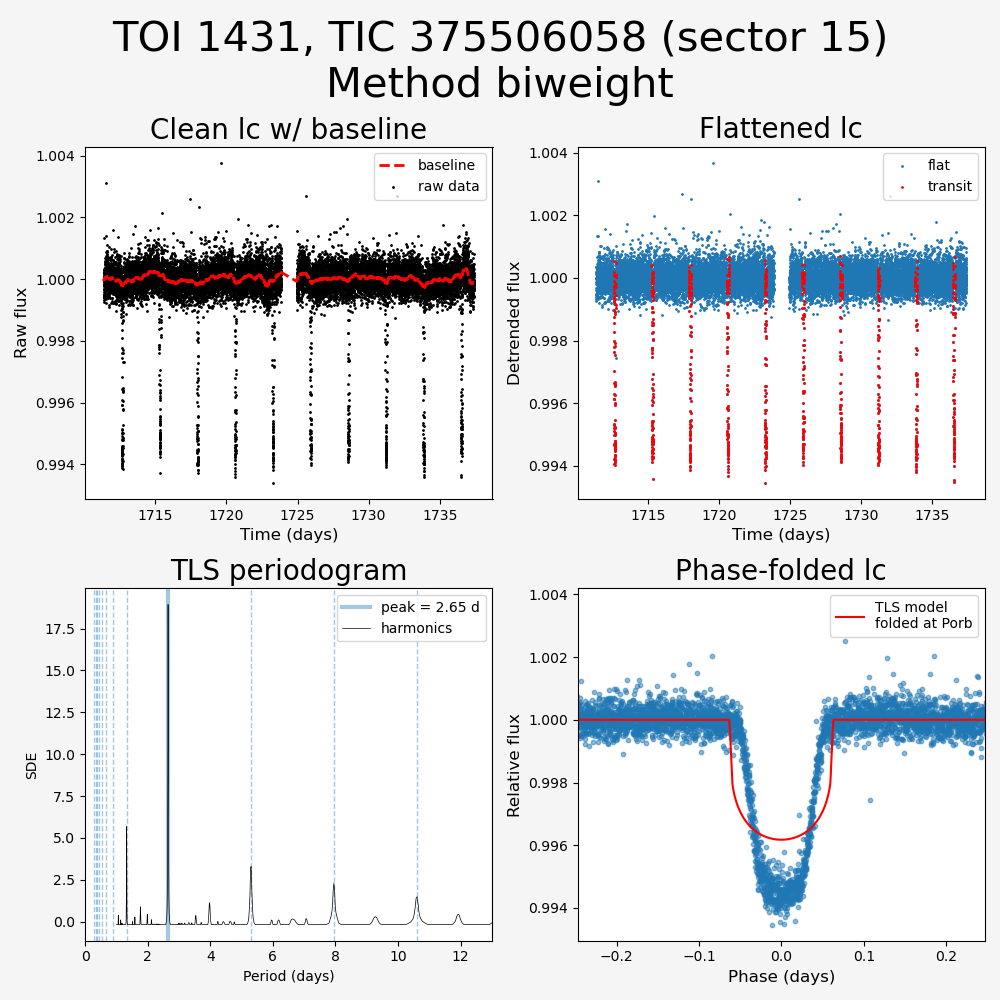 TOI 1431, TIC 375506058 (sector 15)
Method biweight
Clean lc w/ baseline
1.004
1.002
1.000
0.998
0.996
0.994
Raw flux
baseline
raw data
1715
1720
1725
1730
1735
Time (days)
Flattened lc
1.004
1.002
1.000
0.998
0.996
0.994
Detrended flux
flat
transit
1715
1720
1725
1730
1735
Time (days)
TLS periodogram
17.5
15.0
12.5
10.0
7.5
5.0
2.5
0.0
SDE
peak = 2.65 d
harmonics
0
2
4
6
8
10
12
Period (days)
Phase-folded lc
1.004
1.002
1.000
0.998
0.996
0.994
Relative flux
TLS model
folded at Porb
−0.2
−0.1
0.0
0.1
0.2
Phase (days)